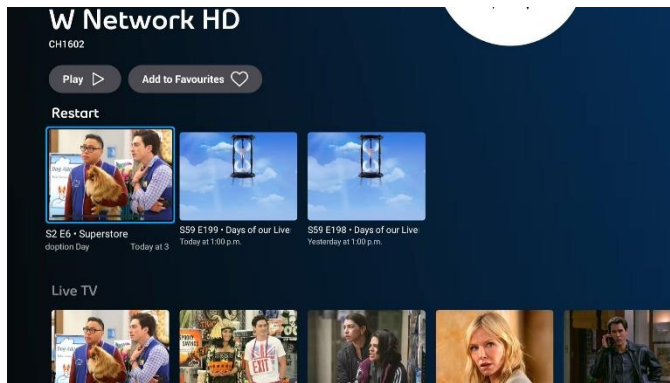 W Network HD
CH1602
Play
Add to Favourites
Restart
S2 E6 • Superstore
doption Day
Today at 3
S59 E199 • Days of our Live
Today at 1:00 p.m.
S59 E198 • Days of our Live
Yesterday at 1:00 p.m.
Live TV
EXIT